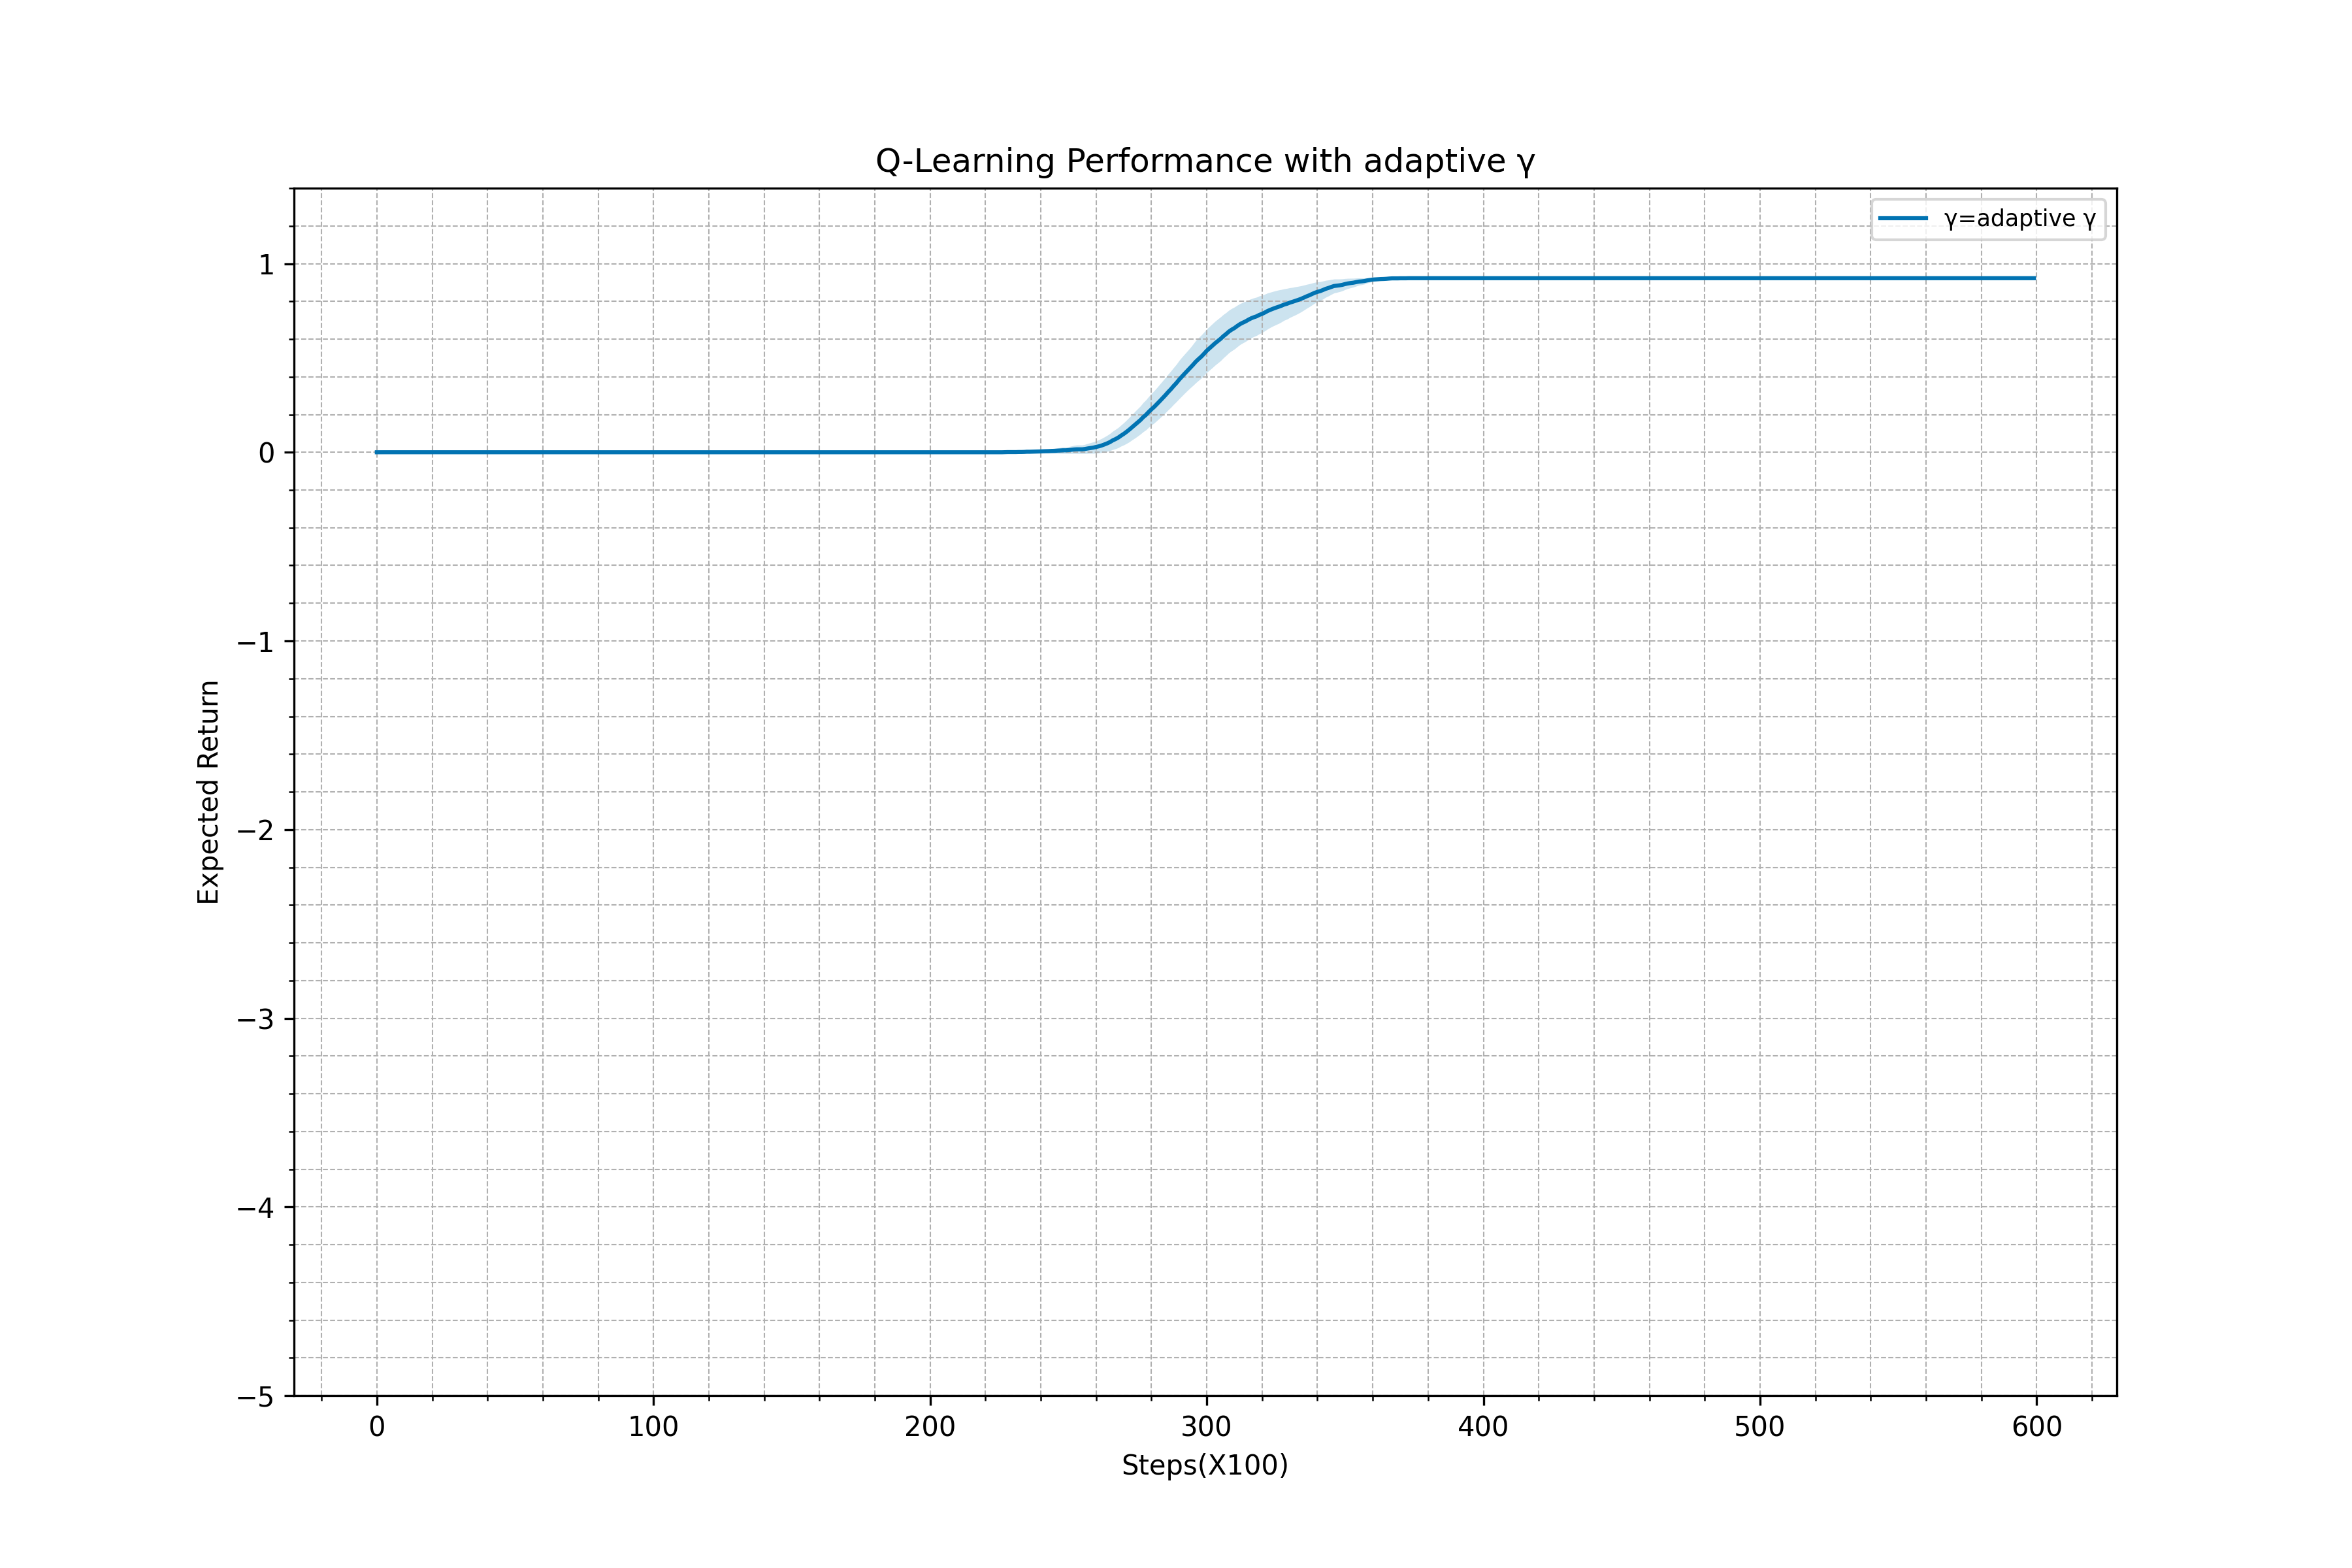 Q-Learning Performance with adaptive γ
γ=adaptive γ
1
0
−1
−2
−3
−4
−5
Expected Return
0 100 200 300 400 500 600
Steps(X100)